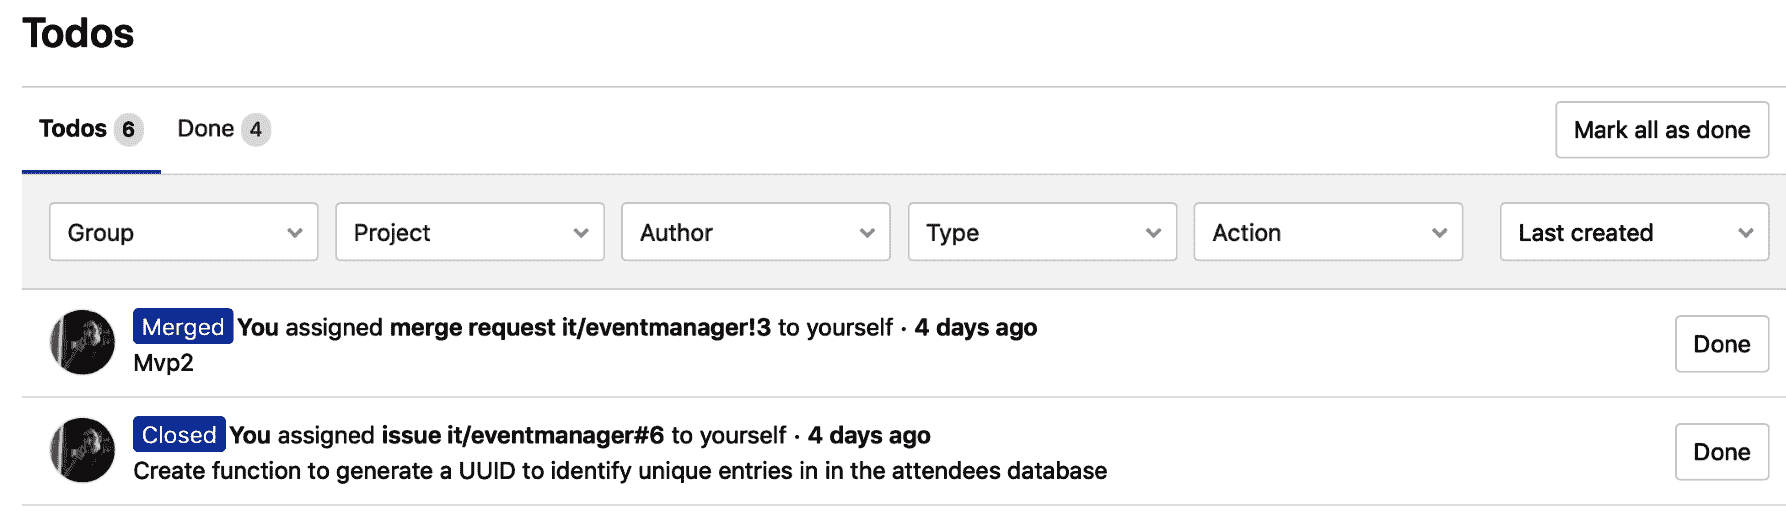 Todos
Todos 6 Done 4 Mark all as done
Group Project Author Type Action Last created
Merged You assigned merge request it/eventmanager!3 to yourself · 4 days ago
Mvp2
Done
Closed You assigned issue it/eventmanager#6 to yourself · 4 days ago
Create function to generate a UUID to identify unique entries in in the attendees database
Done